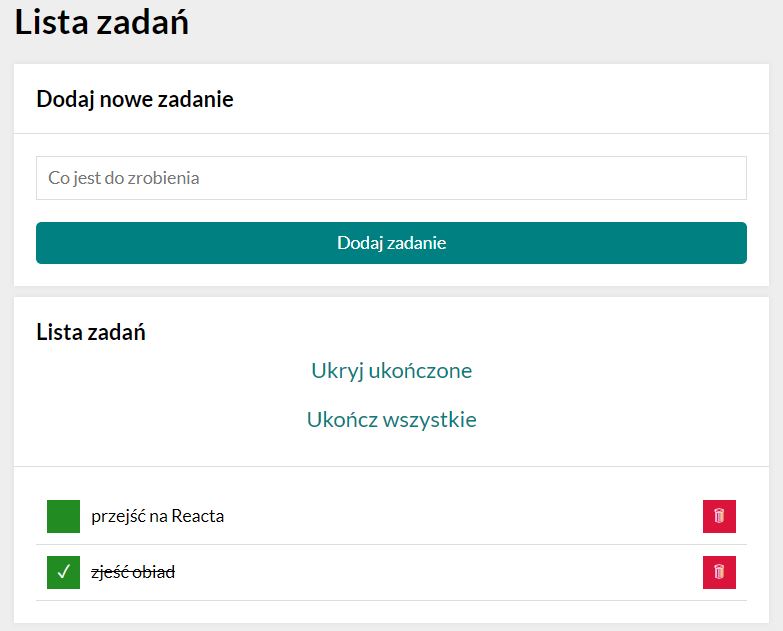 Lista zadań
Dodaj nowe zadanie
Co jest do zrobienia
Dodaj zadanie
Lista zadań
Ukryj ukończone
Ukończ wszystkie
przejść na Reacta
zjeść obiad